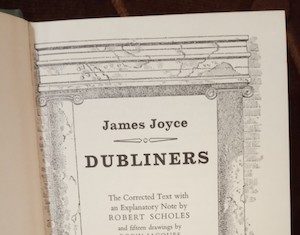 James Joyce
DUBLINERS
The Corrected Text with
an Explanatory Note by
ROBERT SCHOLES
and fifteen drawings by